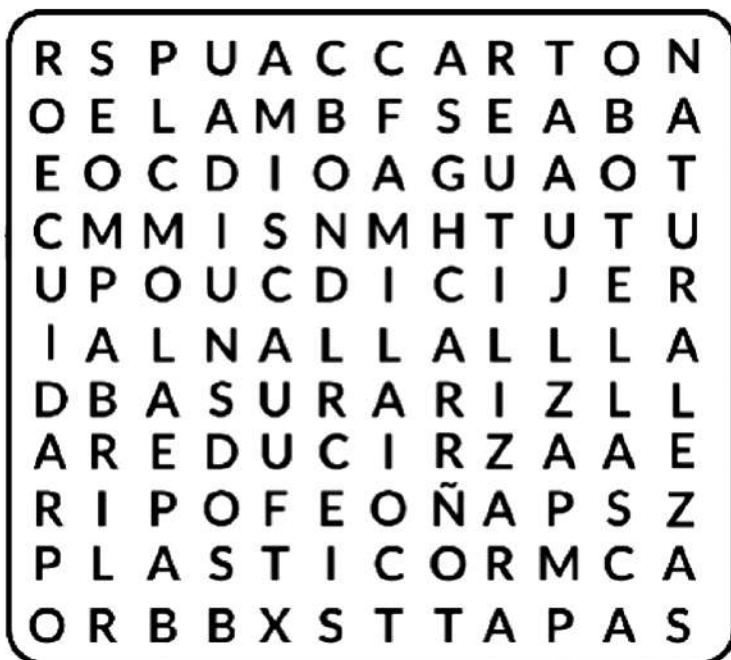 R S P U A C C A R T O N
O E L A M B F S E A B A
E O C D I O A G U A O T
C M M I S N M H T U T U
U P O U C D I C I J E R
I A L N A L L A L L L A
D B A S U R A R I Z L L
A R E D U C I R Z A A E
R I P O F E O Ñ A P S Z
P L A S T I C O R M C A
O R B B X S T T A P A S